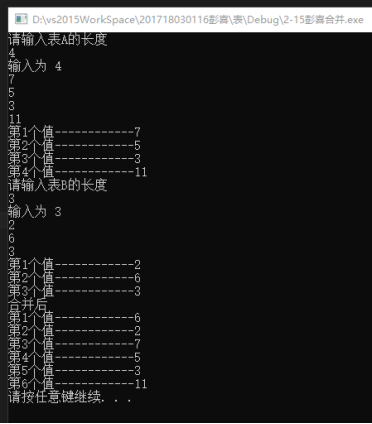 D:\vs2015WorkSpace\201718030116彭喜\表\Debug\2-15彭喜合并.exe
请输入表A的长度
4
输入为 4
7
5
3
11
第1个值------------7
第2个值------------5
第3个值------------3
第4个值------------11
请输入表B的长度
3
输入为 3
2
6
3
第1个值------------2
第2个值------------6
第3个值------------3
合并后
第1个值------------6
第2个值------------2
第3个值------------7
第4个值------------5
第5个值------------3
第6个值------------11
请按任意键继续. . .